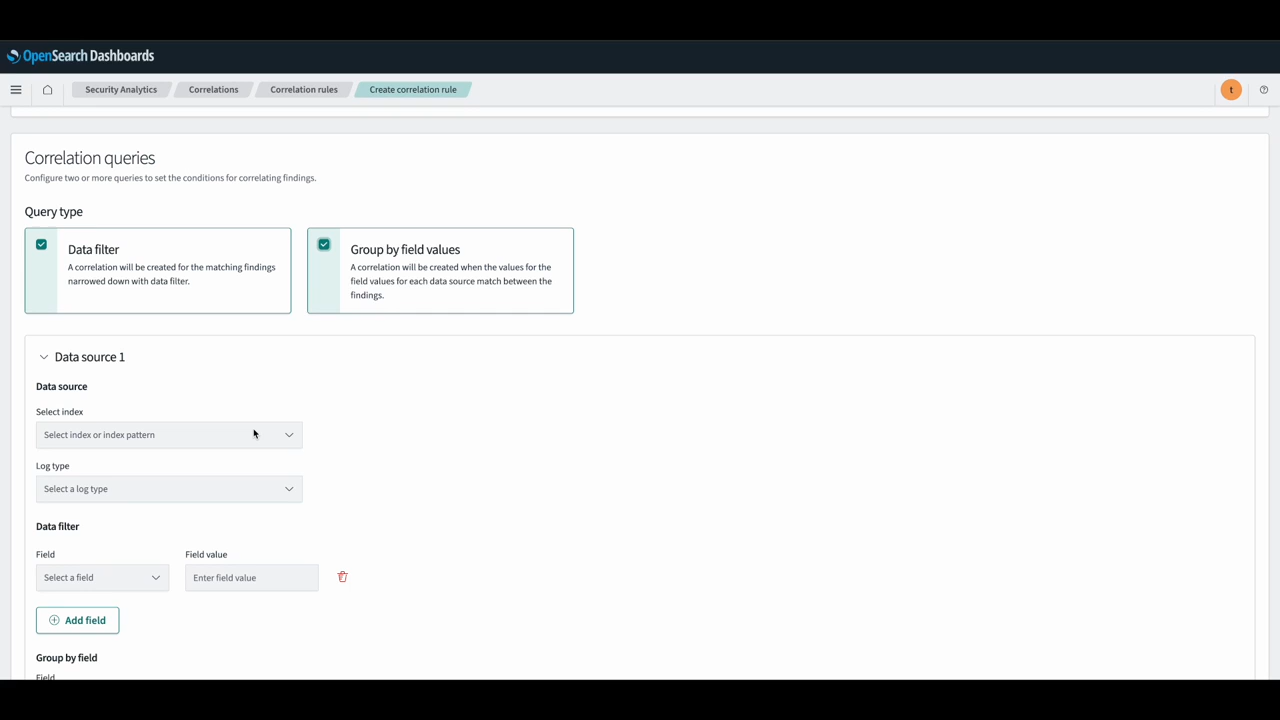 OpenSearch Dashboards
Security Analytics
Correlations
Correlation rules
Create correlation rule
t
Correlation queries
Configure two or more queries to set the conditions for correlating findings.
Query type
Data filter
A correlation will be created for the matching findings
narrowed down with data filter.
Group by field values
A correlation will be created when the values for the
field values for each data source match between the
findings.
Data source 1
Data source
Select index
Select index or index pattern
Log type
Select a log type
Data filter
Field
Field value
Select a field
Enter field value
Add field
Group by field
Field